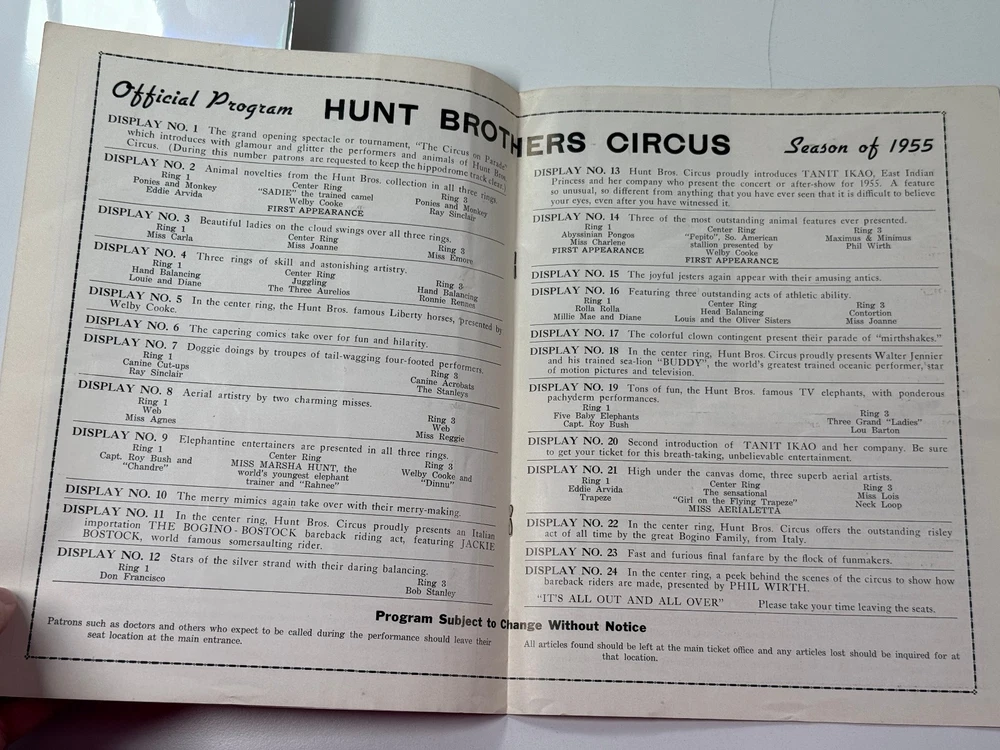 Official Program HUNT BROTHERS CIRCUS Season of 1955
DISPLAY NO. 1 The grand opening spectacle or tournament, "The Circus on Parade"
which introduces with glamour and glitter the performers and animals of Hunt Bros.
Circus. (During this number patrons are requested to keep the hippodrome track clear.)
DISPLAY NO. 2 Animal novelties from the Hunt Bros. collection in all three rings.
Ring 1 Center Ring Ring 3
Ponies and Monkey "SADIE" the trained camel Ponies and Monkey
Eddie Arvida Welby Cooke Ray Sinclair
FIRST APPEARANCE
DISPLAY NO. 3 Beautiful ladies on the cloud swings over all three rings.
Ring 1 Center Ring Ring 3
Miss Carla Miss Joanne Miss Emore
DISPLAY NO. 4 Three rings of skill and astonishing artistry.
Ring 1 Center Ring Ring 3
Hand Balancing Juggling Hand Balancing
Louie and Diane The Three Aurelios Ronnie Rennes
DISPLAY NO. 5 In the center ring, the Hunt Bros. famous Liberty horses, presented by
Welby Cooke.
DISPLAY NO. 6 The capering comics take over for fun and hilarity.
DISPLAY NO. 7 Doggie doings by troupes of tail-wagging four-footed performers.
Ring 1 Ring 3
Canine Cut-ups Canine Acrobats
Ray Sinclair The Stanleys
DISPLAY NO. 8 Aerial artistry by two charming misses.
Ring 1 Ring 3
Web Web
Miss Agnes Miss Reggie
DISPLAY NO. 9 Elephantine entertainers are presented in all three rings.
Ring 1 Center Ring Ring 3
Capt. Roy Bush and MISS MARSHA HUNT, the Welby Cooke and
"Chandre" world's youngest elephant "Dinnu"
trainer and "Rahnee"
DISPLAY NO. 10 The merry mimics again take over with their merry-making.
DISPLAY NO. 11 In the center ring, Hunt Bros. Circus proudly presents an Italian
importation THE BOGINO-BOSTOCK bareback riding act, featuring JACKIE
BOSTOCK, world famous somersaulting rider.
DISPLAY NO. 12 Stars of the silver strand with their daring balancing.
Ring 1 Ring 3
Don Francisco Bob Stanley
DISPLAY NO. 13 Hunt Bros. Circus proudly introduces TANIT IKAO, East Indian
Princess and her company who present the concert or after-show for 1955. A feature
so unusual, so different from anything that you have ever seen that it is difficult to believe
your eyes, even after you have witnessed it.
DISPLAY NO. 14 Three of the most outstanding animal features ever presented.
Ring 1 Center Ring Ring 3
Abyssinian Pongos "Pepito", So. American Maximus & Minimus
Miss Charlene stallion presented by Phil Wirth
FIRST APPEARANCE Welby Cooke
FIRST APPEARANCE
DISPLAY NO. 15 The joyful jesters again appear with their amusing antics.
DISPLAY NO. 16 Featuring three outstanding acts of athletic ability.
Ring 1 Center Ring Ring 3
Rolla Rolla Head Balancing Contortion
Millie Mae and Diane Louis and the Oliver Sisters Miss Joanne
DISPLAY NO. 17 The colorful clown contingent present their parade of "mirthshakes."
DISPLAY NO. 18 In the center ring, Hunt Bros. Circus proudly presents Walter Jennier
and his trained sea-lion "BUDDY", the world's greatest trained oceanic performer, star
of motion pictures and television.
DISPLAY NO. 19 Tons of fun, the Hunt Bros. famous TV elephants, with ponderous
pachyderm performances.
Ring 1 Ring 3
Five Baby Elephants Three Grand "Ladies"
Capt. Roy Bush Lou Barton
DISPLAY NO. 20 Second introduction of TANIT IKAO and her company. Be sure
to get your ticket for this breath-taking, unbelievable entertainment.
DISPLAY NO. 21 High under the canvas dome, three superb aerial artists.
Ring 1 Center Ring Ring 3
Eddie Arvida The sensational Miss Lois
Trapeze "Girl on the Flying Trapeze" Neck Loop
MISS AERIALETTA
DISPLAY NO. 22 In the center ring, Hunt Bros. Circus offers the outstanding risley
act of all time by the great Bogino Family, from Italy.
DISPLAY NO. 23 Fast and furious final fanfare by the flock of funmakers.
DISPLAY NO. 24 In the center ring, a peek behind the scenes of the circus to show how
bareback riders are made, presented by PHIL WIRTH.
"IT'S ALL OUT AND ALL OVER" Please take your time leaving the seats.
Program Subject to Change Without Notice
Patrons such as doctors and others who expect to be called during the performance should leave their
seat location at the main entrance.
All articles found should be left at the main ticket office and any articles lost should be inquired for at
that location.